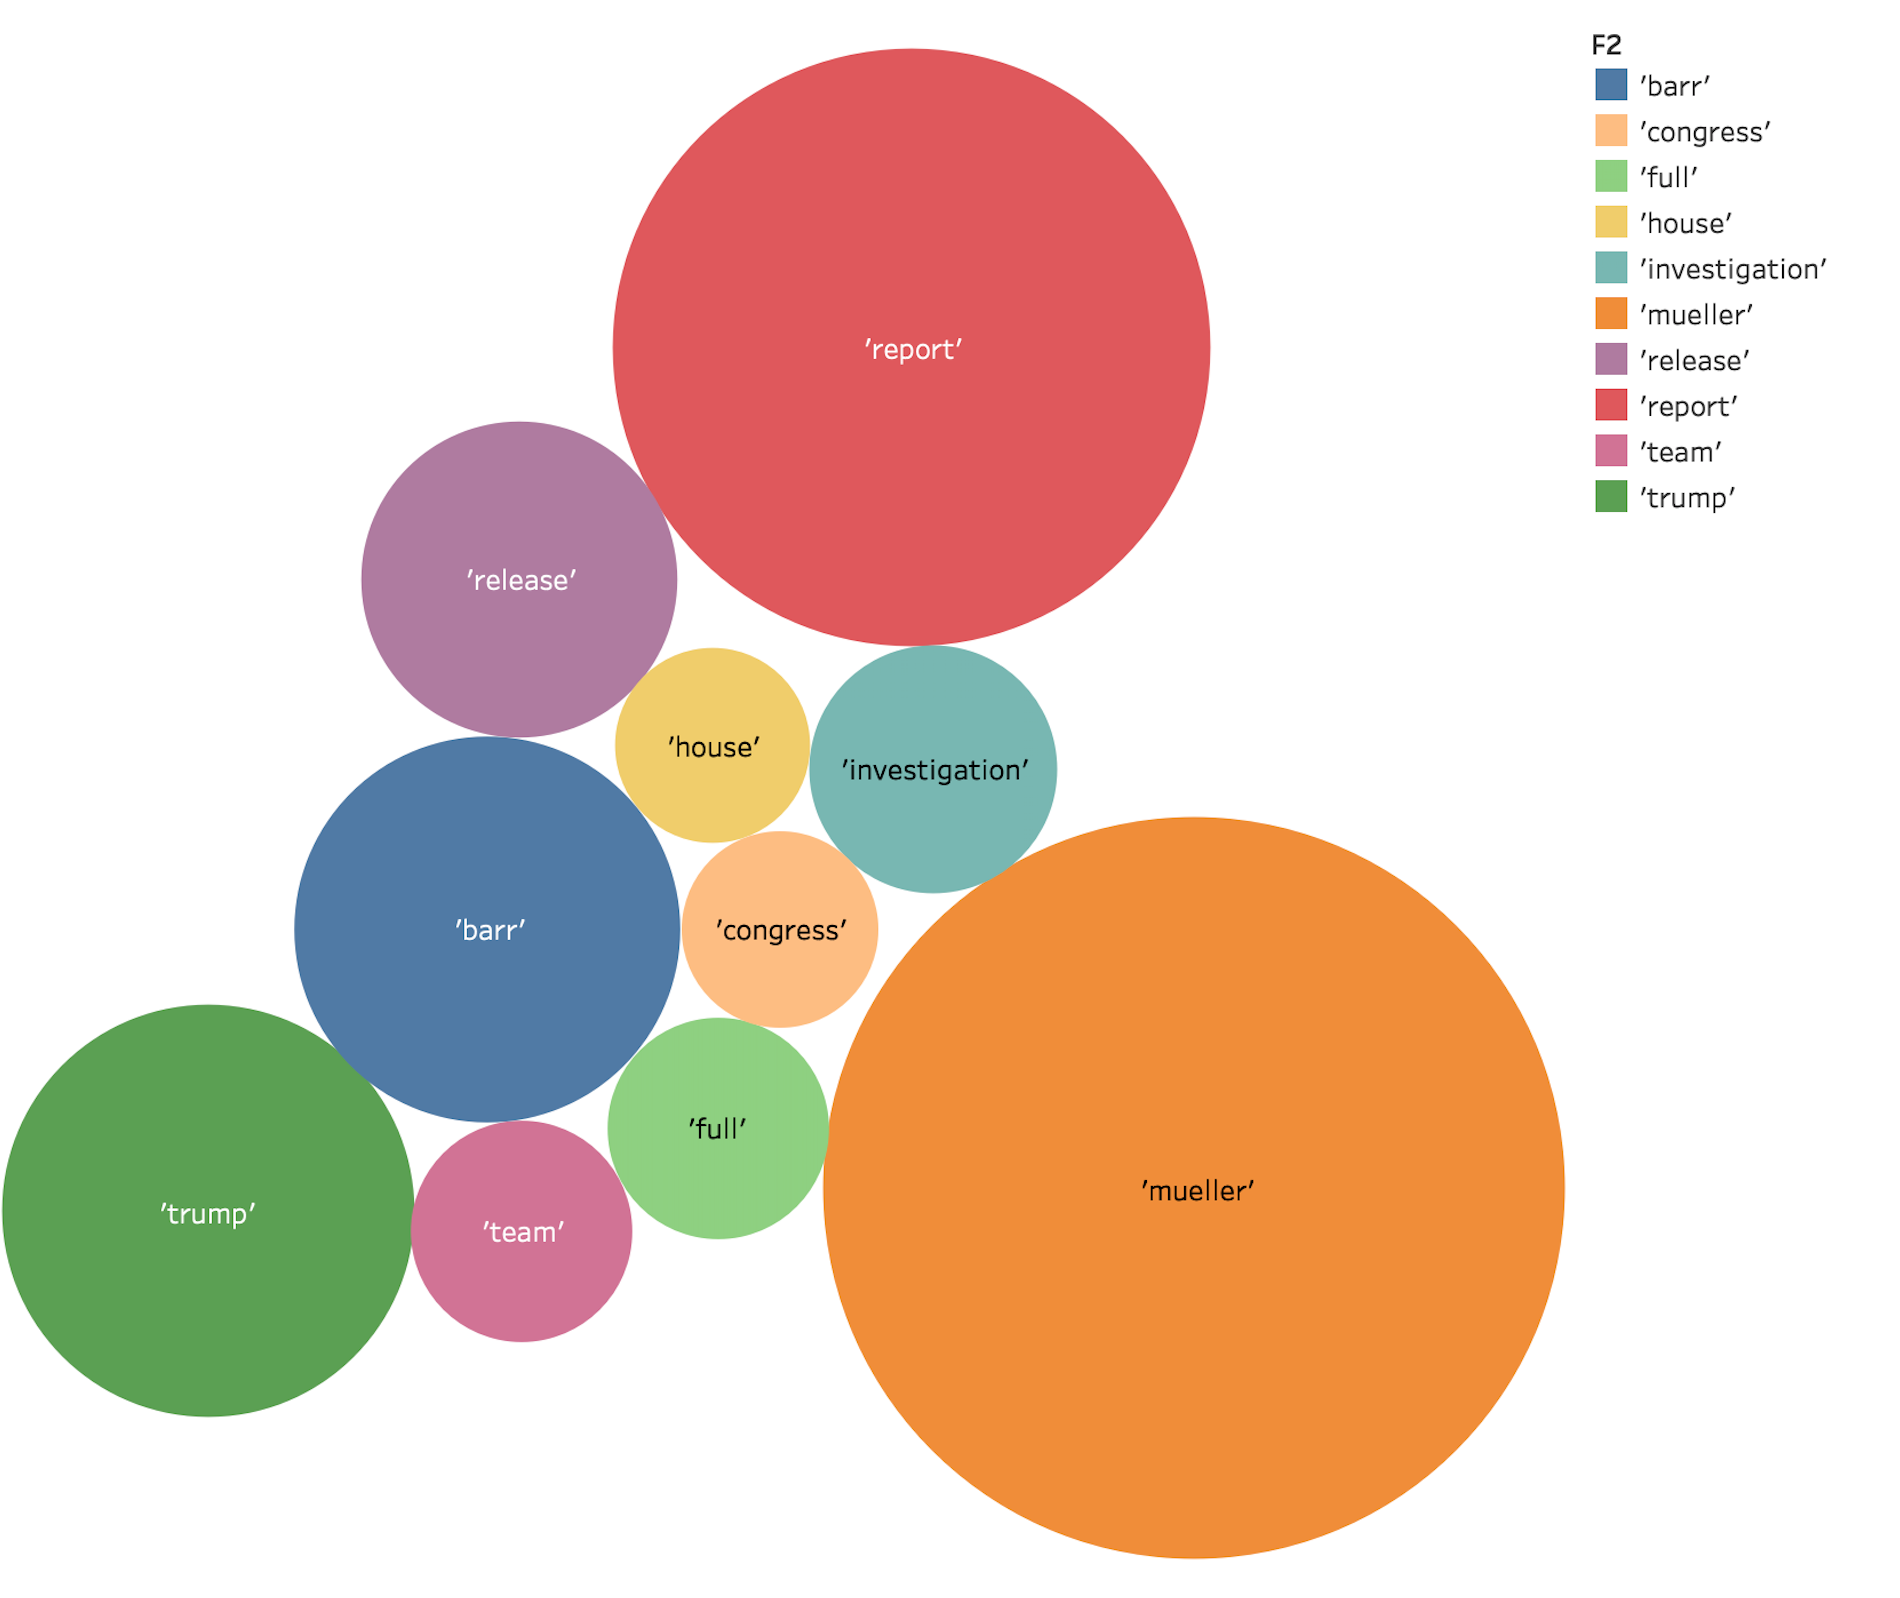 F2
'barr'
'congress'
'full'
'house'
'investigation'
'mueller'
'release'
'report'
'team'
'trump'
'report'
'release'
'house'
'investigation'
'barr'
'congress'
'full'
'mueller'
'trump'
'team'